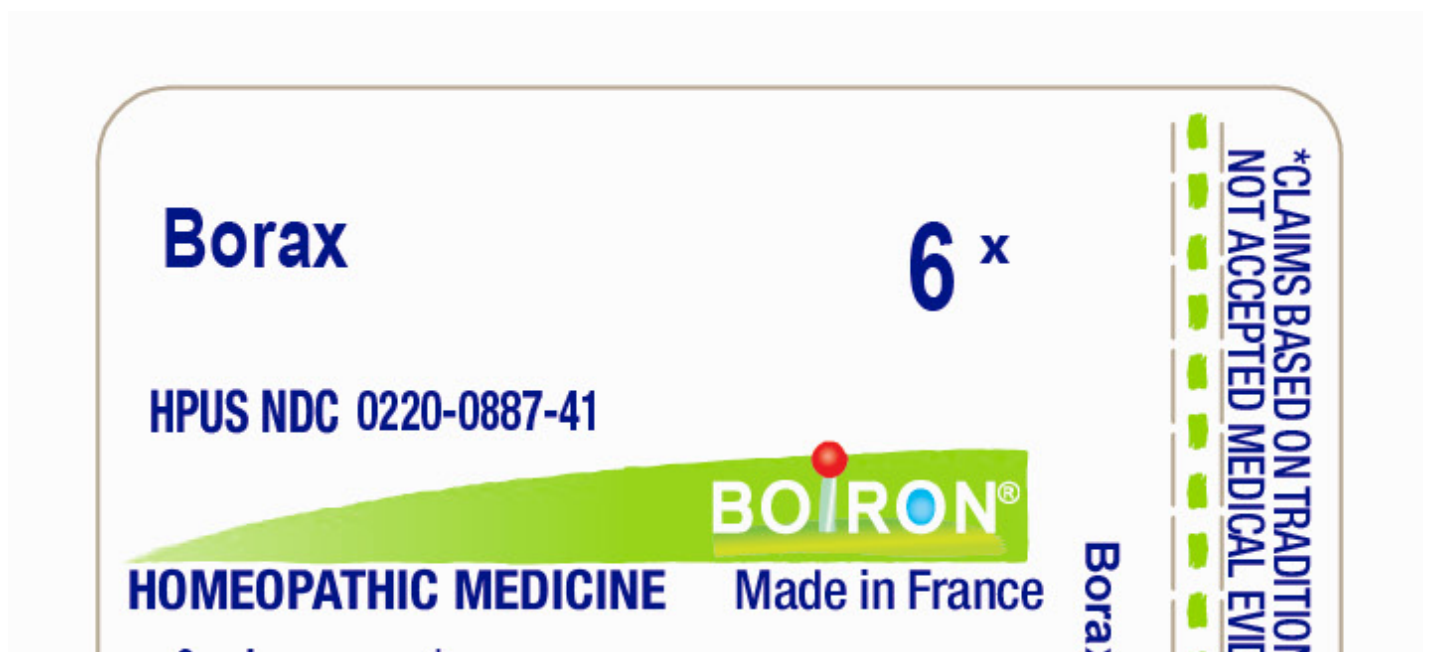 Borax
6 x
HPUS NDC 0220-0887-41
BOIRON®
HOMEOPATHIC MEDICINE
Made in France
Borax
*CLAIMS BASED ON TRADITION
NOT ACCEPTED MEDICAL EVID